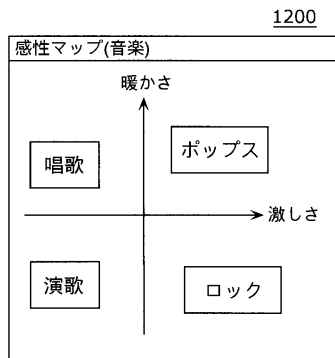 1200
感性マップ(音楽)
暖かさ
唱歌
ポップス
激しさ
演歌
ロック